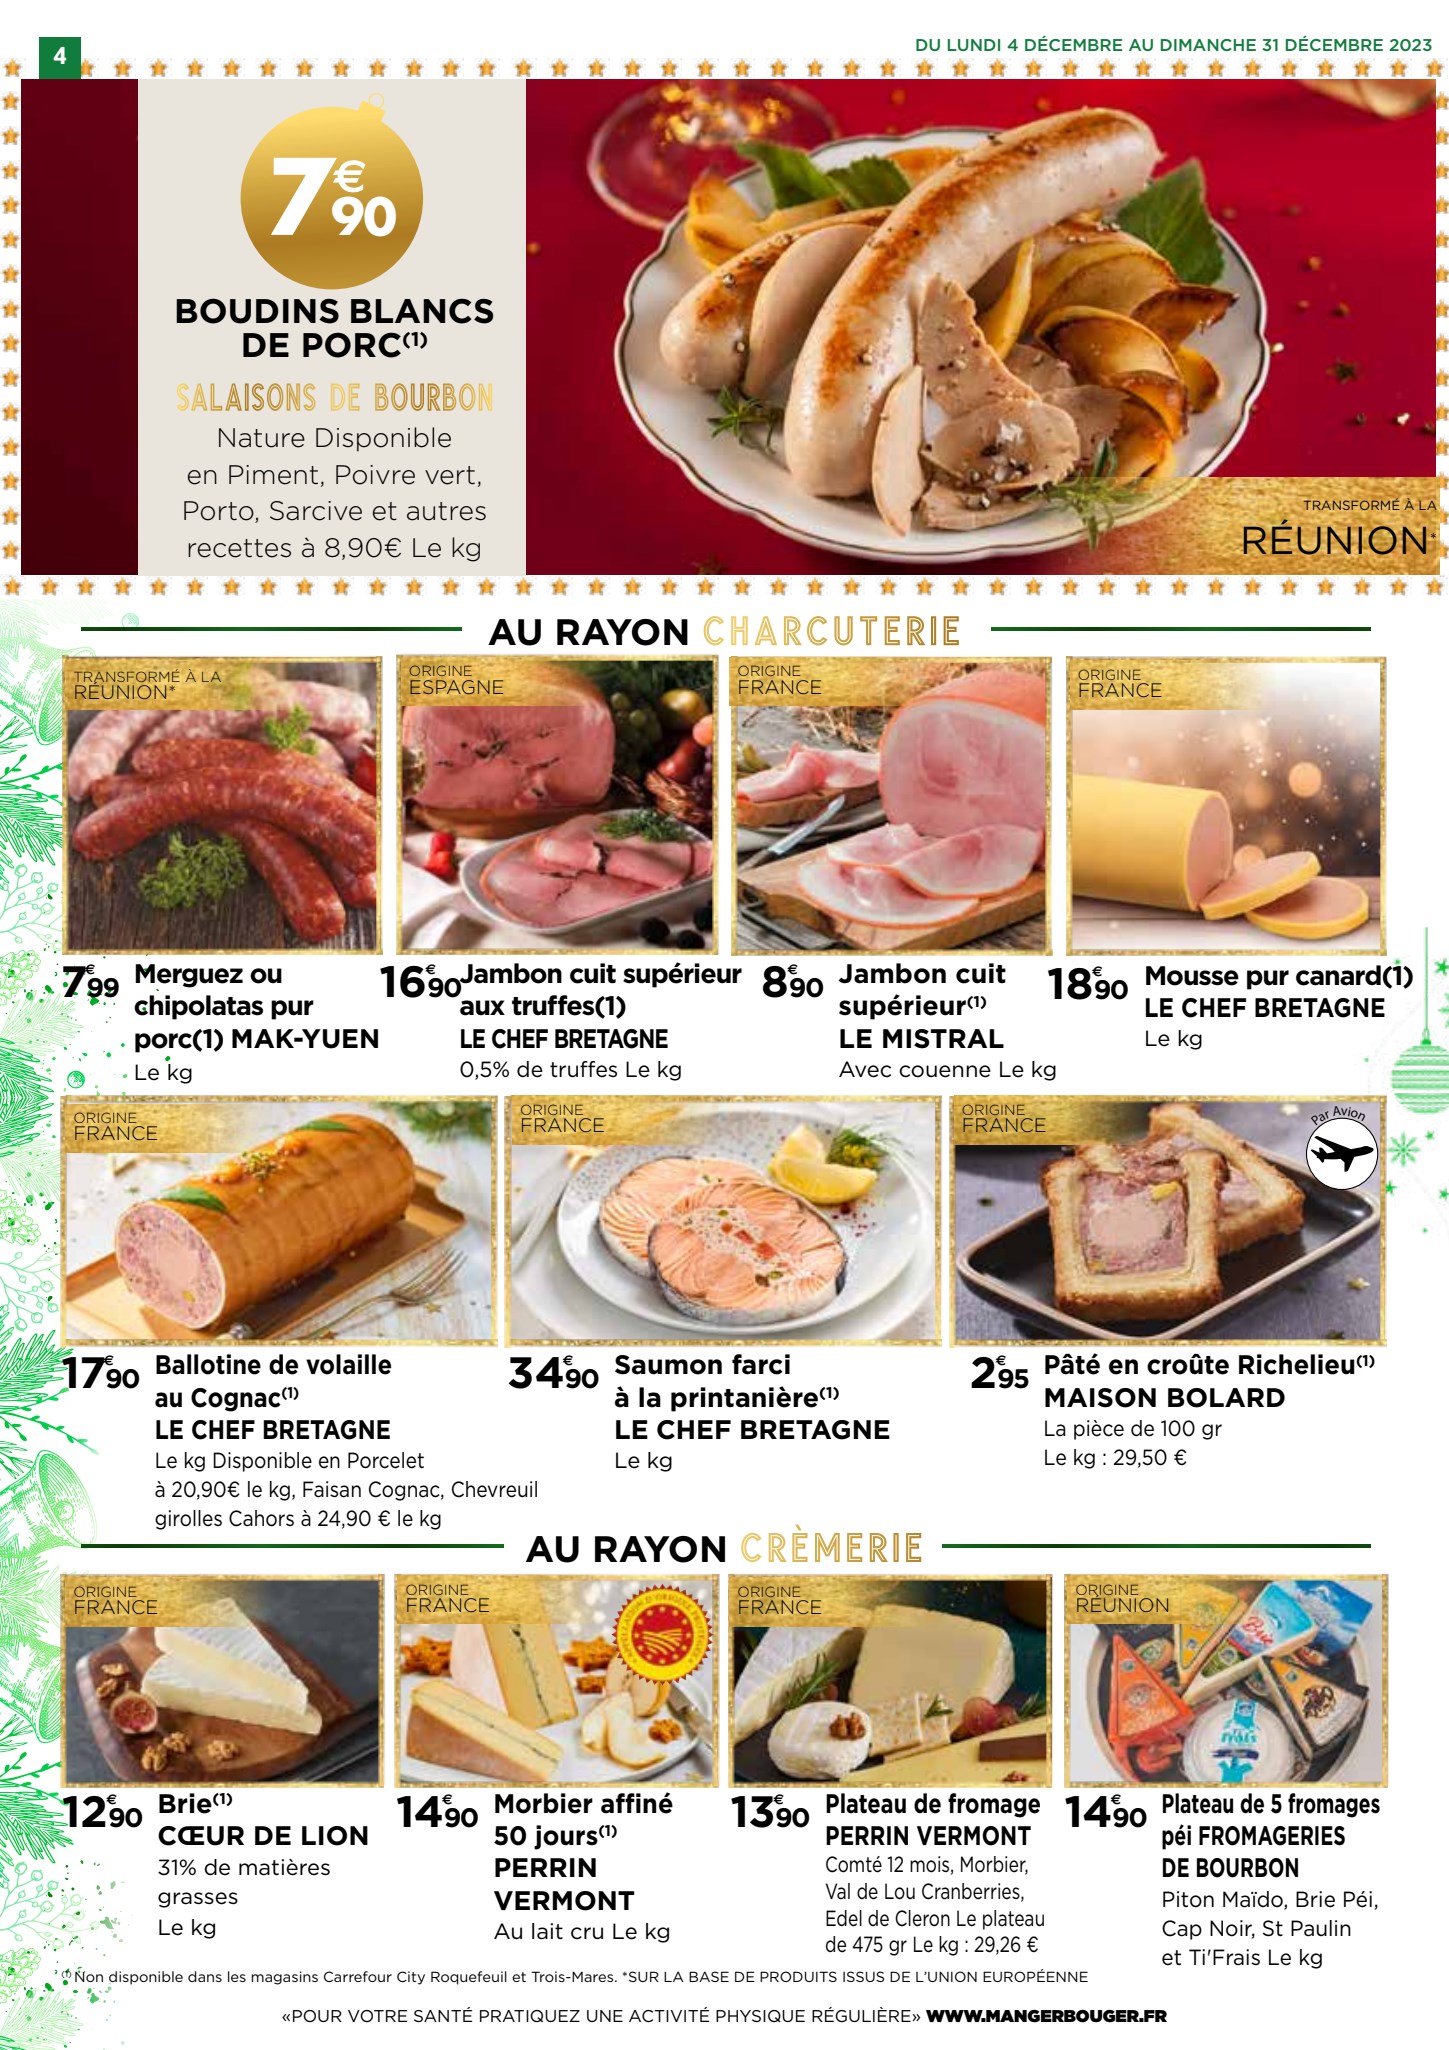 4
DU LUNDI 4 DÉCEMBRE AU DIMANCHE 31 DÉCEMBRE 2023
7€90
BOUDINS BLANCS
DE PORC(1)
SALAISONS DE BOURBON
Nature Disponible
en Piment, Poivre vert,
Porto, Sarcive et autres
recettes à 8,90€ Le kg
TRANSFORMÉ À LA
RÉUNION*
AU RAYON CHARCUTERIE
TRANSFORMÉ À LA
RÉUNION*
7€99
Merguez ou
chipolatas pur
porc(1) MAK-YUEN
Le kg
ORIGINE
ESPAGNE
16€90
Jambon cuit supérieur
aux truffes(1)
LE CHEF BRETAGNE
0,5% de truffes Le kg
ORIGINE
FRANCE
8€90
Jambon cuit
supérieur(1)
LE MISTRAL
Avec couenne Le kg
ORIGINE
FRANCE
18€90
Mousse pur canard(1)
LE CHEF BRETAGNE
Le kg
ORIGINE
FRANCE
17€90
Ballotine de volaille
au Cognac(1)
LE CHEF BRETAGNE
Le kg Disponible en Porcelet
à 20,90€ le kg, Faisan Cognac, Chevreuil
girolles Cahors à 24,90 € le kg
ORIGINE
FRANCE
34€90
Saumon farci
à la printanière(1)
LE CHEF BRETAGNE
Le kg
ORIGINE
FRANCE
Par Avion
2€95
Pâté en croûte Richelieu(1)
MAISON BOLARD
La pièce de 100 gr
Le kg : 29,50 €
AU RAYON CRÈMERIE
ORIGINE
FRANCE
12€90
Brie(1)
CŒUR DE LION
31% de matières
grasses
Le kg
ORIGINE
FRANCE
14€90
Morbier affiné
50 jours(1)
PERRIN
VERMONT
Au lait cru Le kg
ORIGINE
FRANCE
13€90
Plateau de fromage
PERRIN VERMONT
Comté 12 mois, Morbier,
Val de Lou Cranberries,
Edel de Cleron Le plateau
de 475 gr Le kg : 29,26 €
ORIGINE
RÉUNION
Brie
Frais
14€90
Plateau de 5 fromages
péi FROMAGERIES
DE BOURBON
Piton Maïdo, Brie Péi,
Cap Noir, St Paulin
et Ti'Frais Le kg
(1) Non disponible dans les magasins Carrefour City Roquefeuil et Trois-Mares. *SUR LA BASE DE PRODUITS ISSUS DE L'UNION EUROPÉENNE
«POUR VOTRE SANTÉ PRATIQUEZ UNE ACTIVITÉ PHYSIQUE RÉGULIÈRE» WWW.MANGERBOUGER.FR